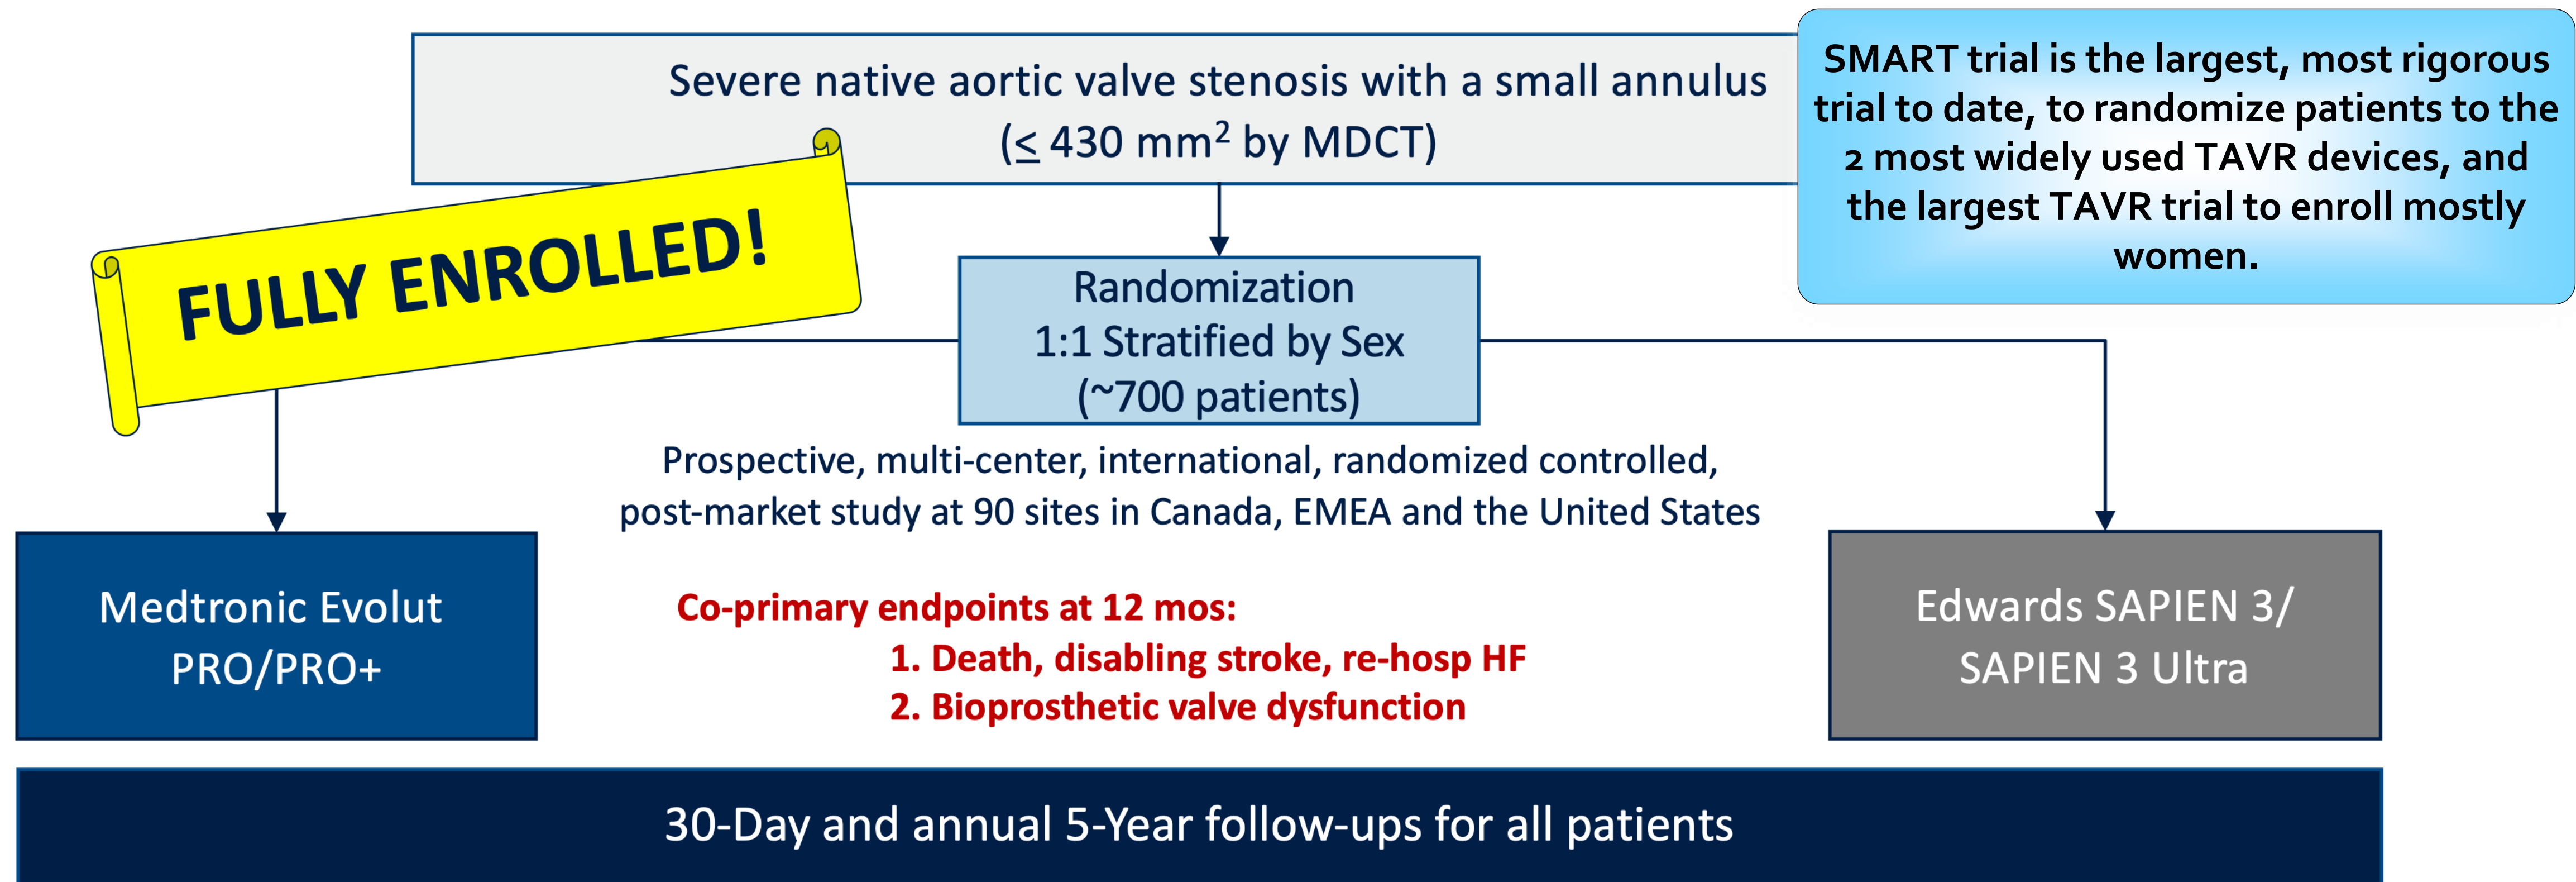 Severe native aortic valve stenosis with a small annulus
(≤ 430 mm² by MDCT)
SMART trial is the largest, most rigorous
trial to date, to randomize patients to the
2 most widely used TAVR devices, and
the largest TAVR trial to enroll mostly
women.
FULLY ENROLLED!
Randomization
1:1 Stratified by Sex
(~700 patients)
Prospective, multi-center, international, randomized controlled,
post-market study at 90 sites in Canada, EMEA and the United States
Medtronic Evolut
PRO/PRO+
Co-primary endpoints at 12 mos:
1. Death, disabling stroke, re-hosp HF
2. Bioprosthetic valve dysfunction
Edwards SAPIEN 3/
SAPIEN 3 Ultra
30-Day and annual 5-Year follow-ups for all patients